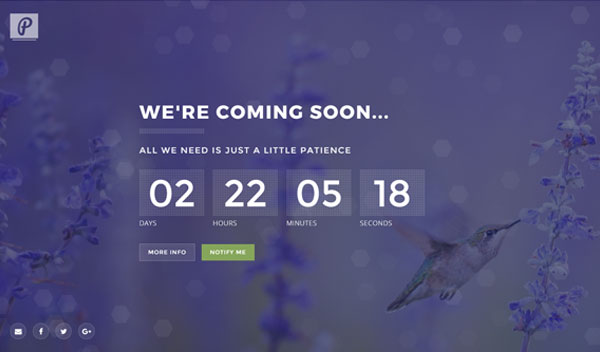 P
WE'RE COMING SOON...
ALL WE NEED IS JUST A LITTLE PATIENCE
02 22 05 18
DAYS HOURS MINUTES SECONDS
MORE INFO NOTIFY ME
f G+